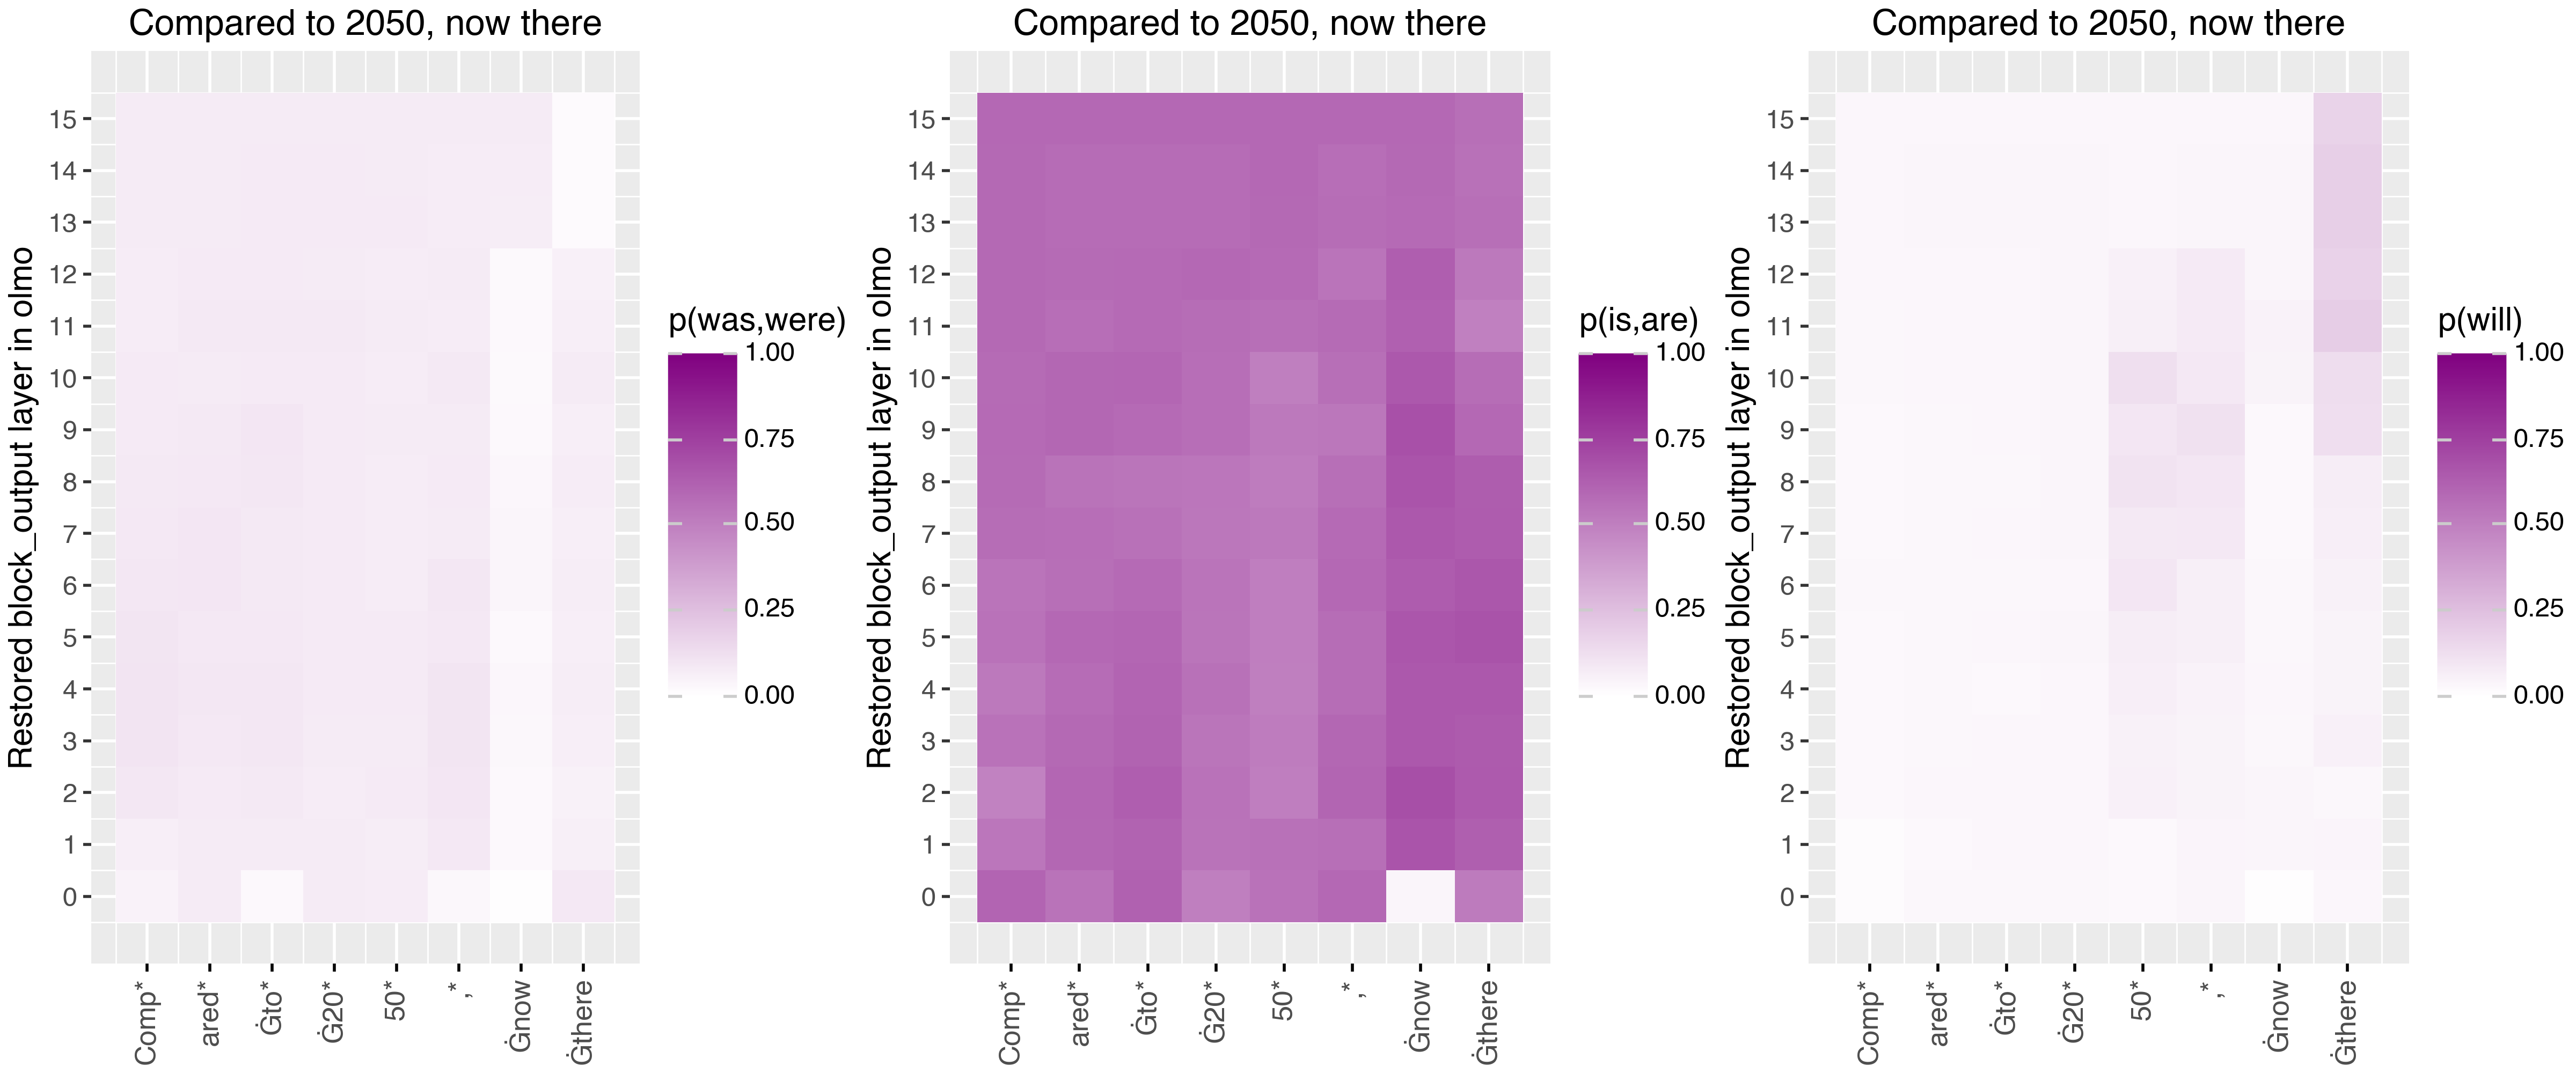 Compared to 2050, now there
Restored block_output layer in olmo
15
14
13
12
11
10
9
8
7
6
5
4
3
2
1
0
Comp*
ared*
Ġto*
Ġ20*
50*
,*
Ġnow
Ġthere
p(was,were)
1.00
0.75
0.50
0.25
0.00
Compared to 2050, now there
Restored block_output layer in olmo
15
14
13
12
11
10
9
8
7
6
5
4
3
2
1
0
Comp*
ared*
Ġto*
Ġ20*
50*
,*
Ġnow
Ġthere
p(is,are)
1.00
0.75
0.50
0.25
0.00
Compared to 2050, now there
Restored block_output layer in olmo
15
14
13
12
11
10
9
8
7
6
5
4
3
2
1
0
Comp*
ared*
Ġto*
Ġ20*
50*
,*
Ġnow
Ġthere
p(will)
1.00
0.75
0.50
0.25
0.00